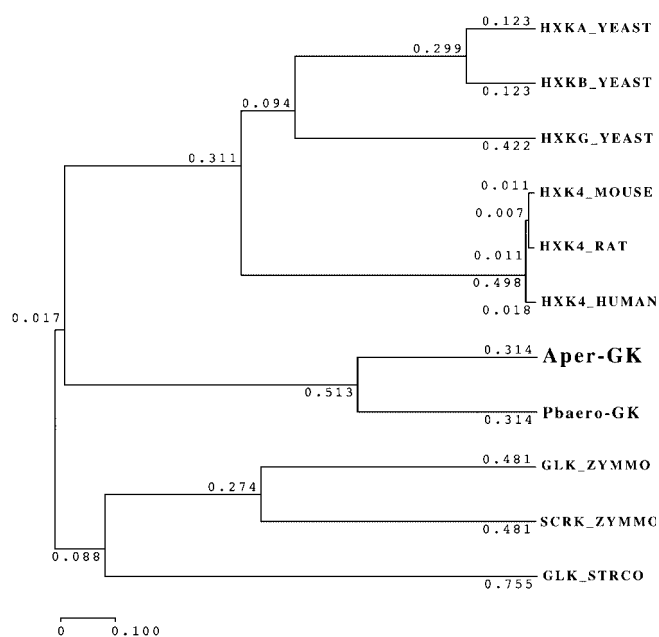 0.123
HXKA_YEAST
0.299
HXKB_YEAST
0.123
0.094
HXKG_YEAST
0.422
0.311
0.011
HXK4_MOUSE
0.007
HXK4_RAT
0.011
0.498
HXK4_HUMAN
0.018
0.017
0.314
Aper-GK
0.513
Pbaero-GK
0.314
0.481
GLK_ZYMMO
0.274
SCRK_ZYMMO
0.481
0.088
GLK_STRCO
0.755
0 0.100